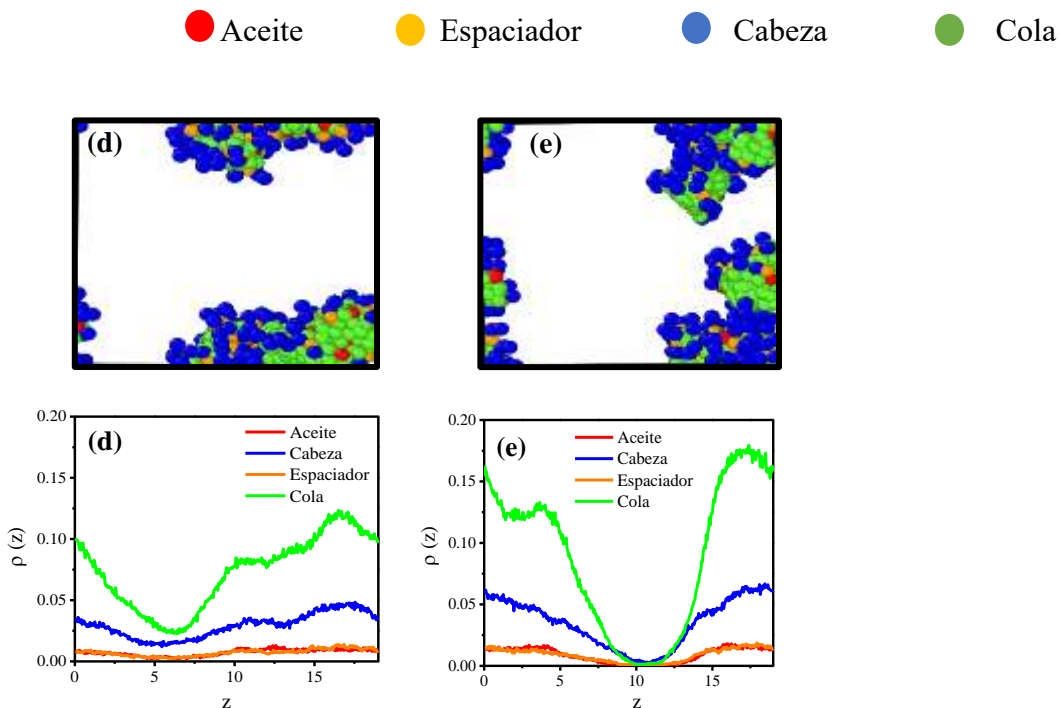 Aceite Espaciador Cabeza Cola
(d) (e)
0.20
0.15
0.10
0.05
0.00
ρ (z)
(d)
Aceite
Cabeza
Espaciador
Cola
0 5 10 15
z
0.20
0.15
0.10
0.05
0.00
ρ (z)
(e)
Aceite
Cabeza
Espaciador
Cola
0 5 10 15
z